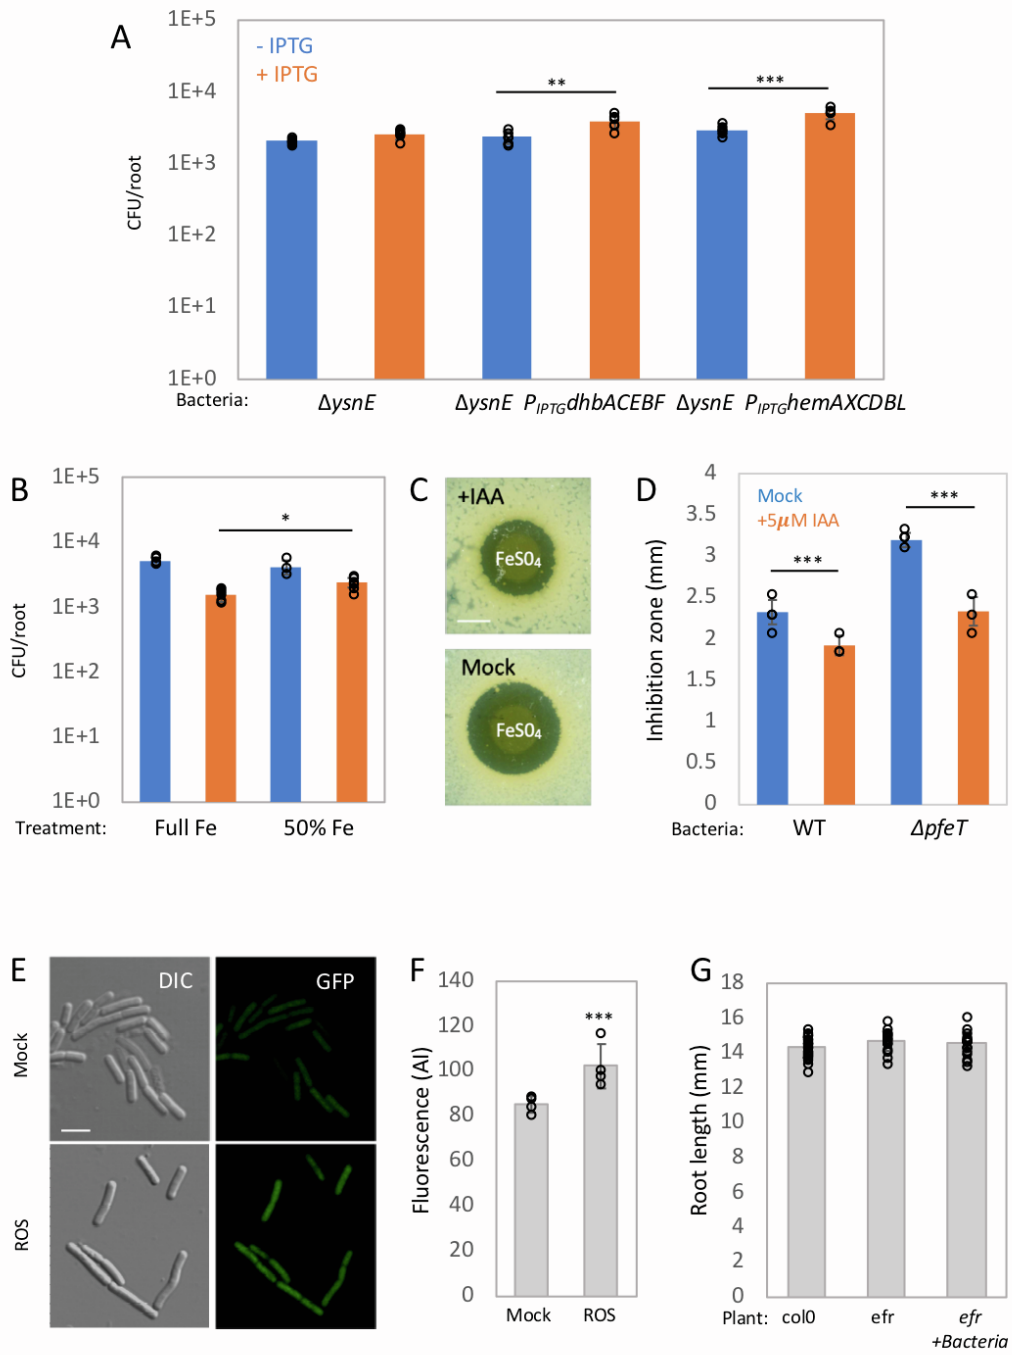 A
1E+5
1E+4
1E+3
1E+2
1E+1
1E+0
CFU/root
- IPTG
+ IPTG
**
***
Bacteria:
ΔysnE
ΔysnE PIPTGdhbACEBF
ΔysnE PIPTGhemAXCDBL
B
1E+5
1E+4
1E+3
1E+2
1E+1
1E+0
CFU/root
*
Treatment:
Full Fe
50% Fe
C
+IAA
FeS0₄
Mock
FeS0₄
D
4
3.5
3
2.5
2
1.5
1
0.5
0
Inhibition zone (mm)
Mock
+5μM IAA
***
***
Bacteria:
WT
ΔpfeT
E
DIC
GFP
Mock
ROS
F
140
120
100
80
60
40
20
0
Fluorescence (AI)
***
Mock
ROS
G
18
16
14
12
10
8
6
4
2
0
Root length (mm)
Plant:
col0
efr
efr
+Bacteria